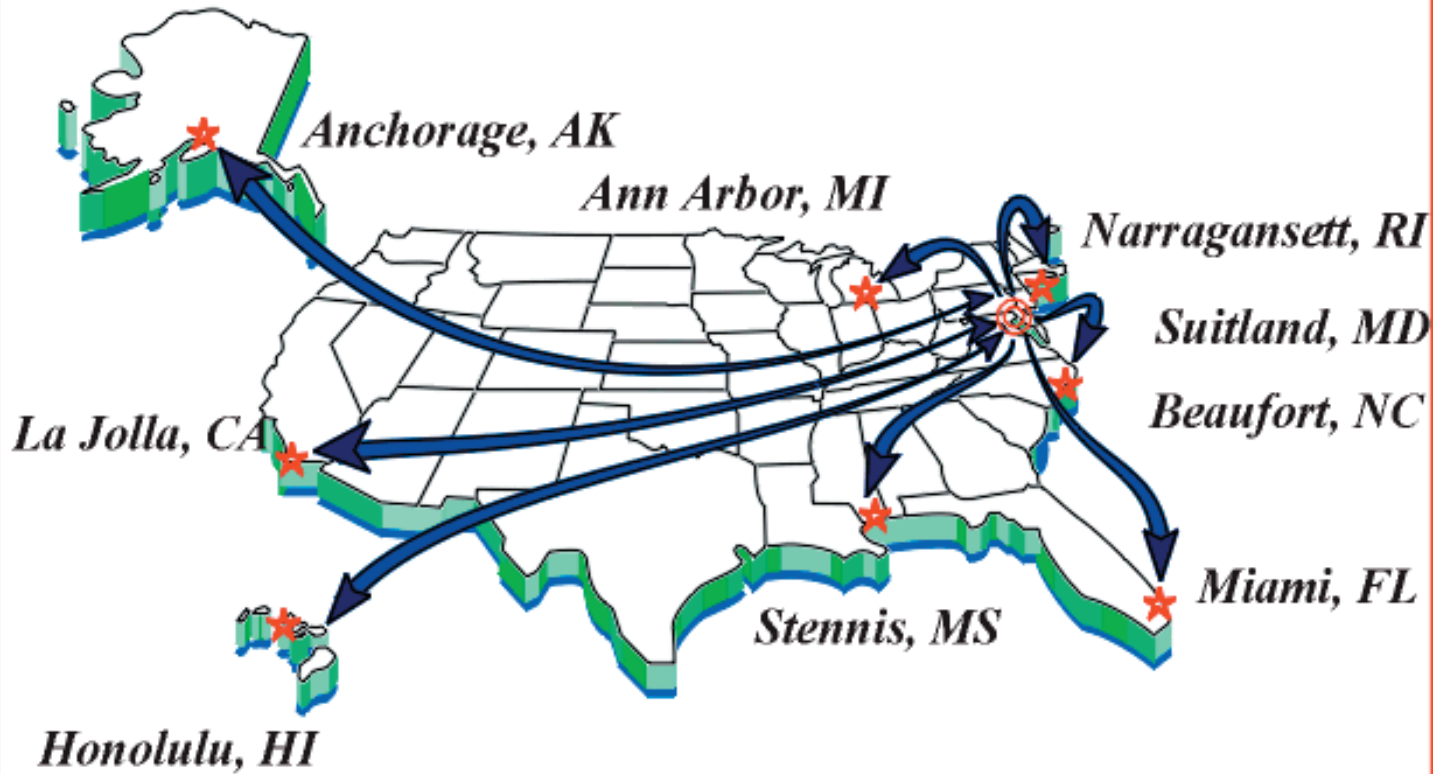 Anchorage, AK
Ann Arbor, MI
Narragansett, RI
Suitland, MD
Beaufort, NC
La Jolla, CA
Miami, FL
Stennis, MS
Honolulu, HI